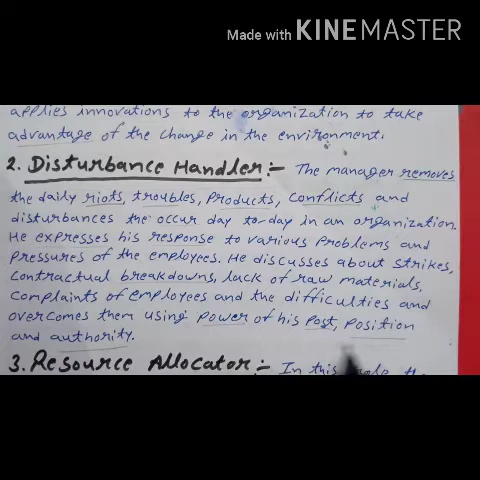 Made with KINEMASTER
applies innovations to the organization to take
advantage of the change in the environment.
2. Disturbance Handler:- The manager removes
the daily riots, troubles, products, conflicts and
disturbances the occur day to day in an organization.
He expresses his response to various problems and
pressures of the employees. He discusses about strikes,
contractual breakdowns, lack of raw materials,
complaints of employees and the difficulties and
overcomes them using power of his post, position
and authority.
3. Resource Allocator:- In this